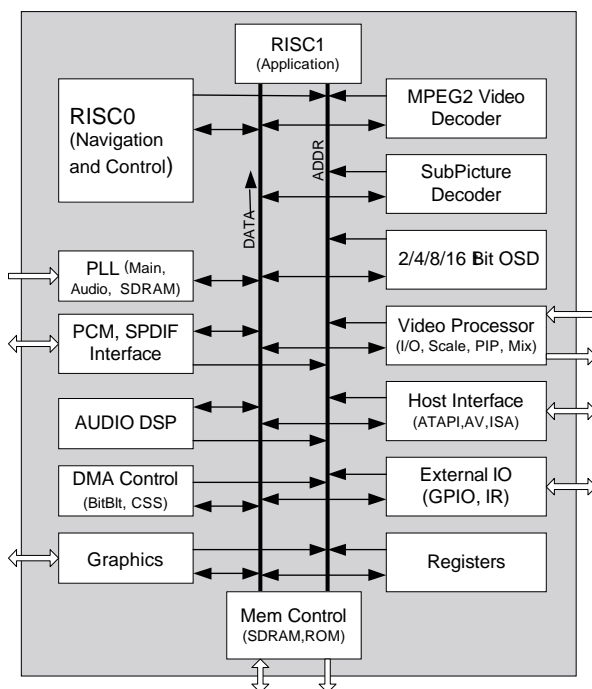 RISC1
(Application)
RISC0
(Navigation
and Control)
MPEG2 Video
Decoder
ADDR
SubPicture
Decoder
DATA
2/4/8/16 Bit OSD
PLL (Main,
Audio, SDRAM)
PCM, SPDIF
Interface
Video Processor
(I/O, Scale, PIP, Mix)
AUDIO DSP
Host Interface
(ATAPI,AV,ISA)
DMA Control
(BitBlt, CSS)
External IO
(GPIO, IR)
Graphics
Registers
Mem Control
(SDRAM,ROM)